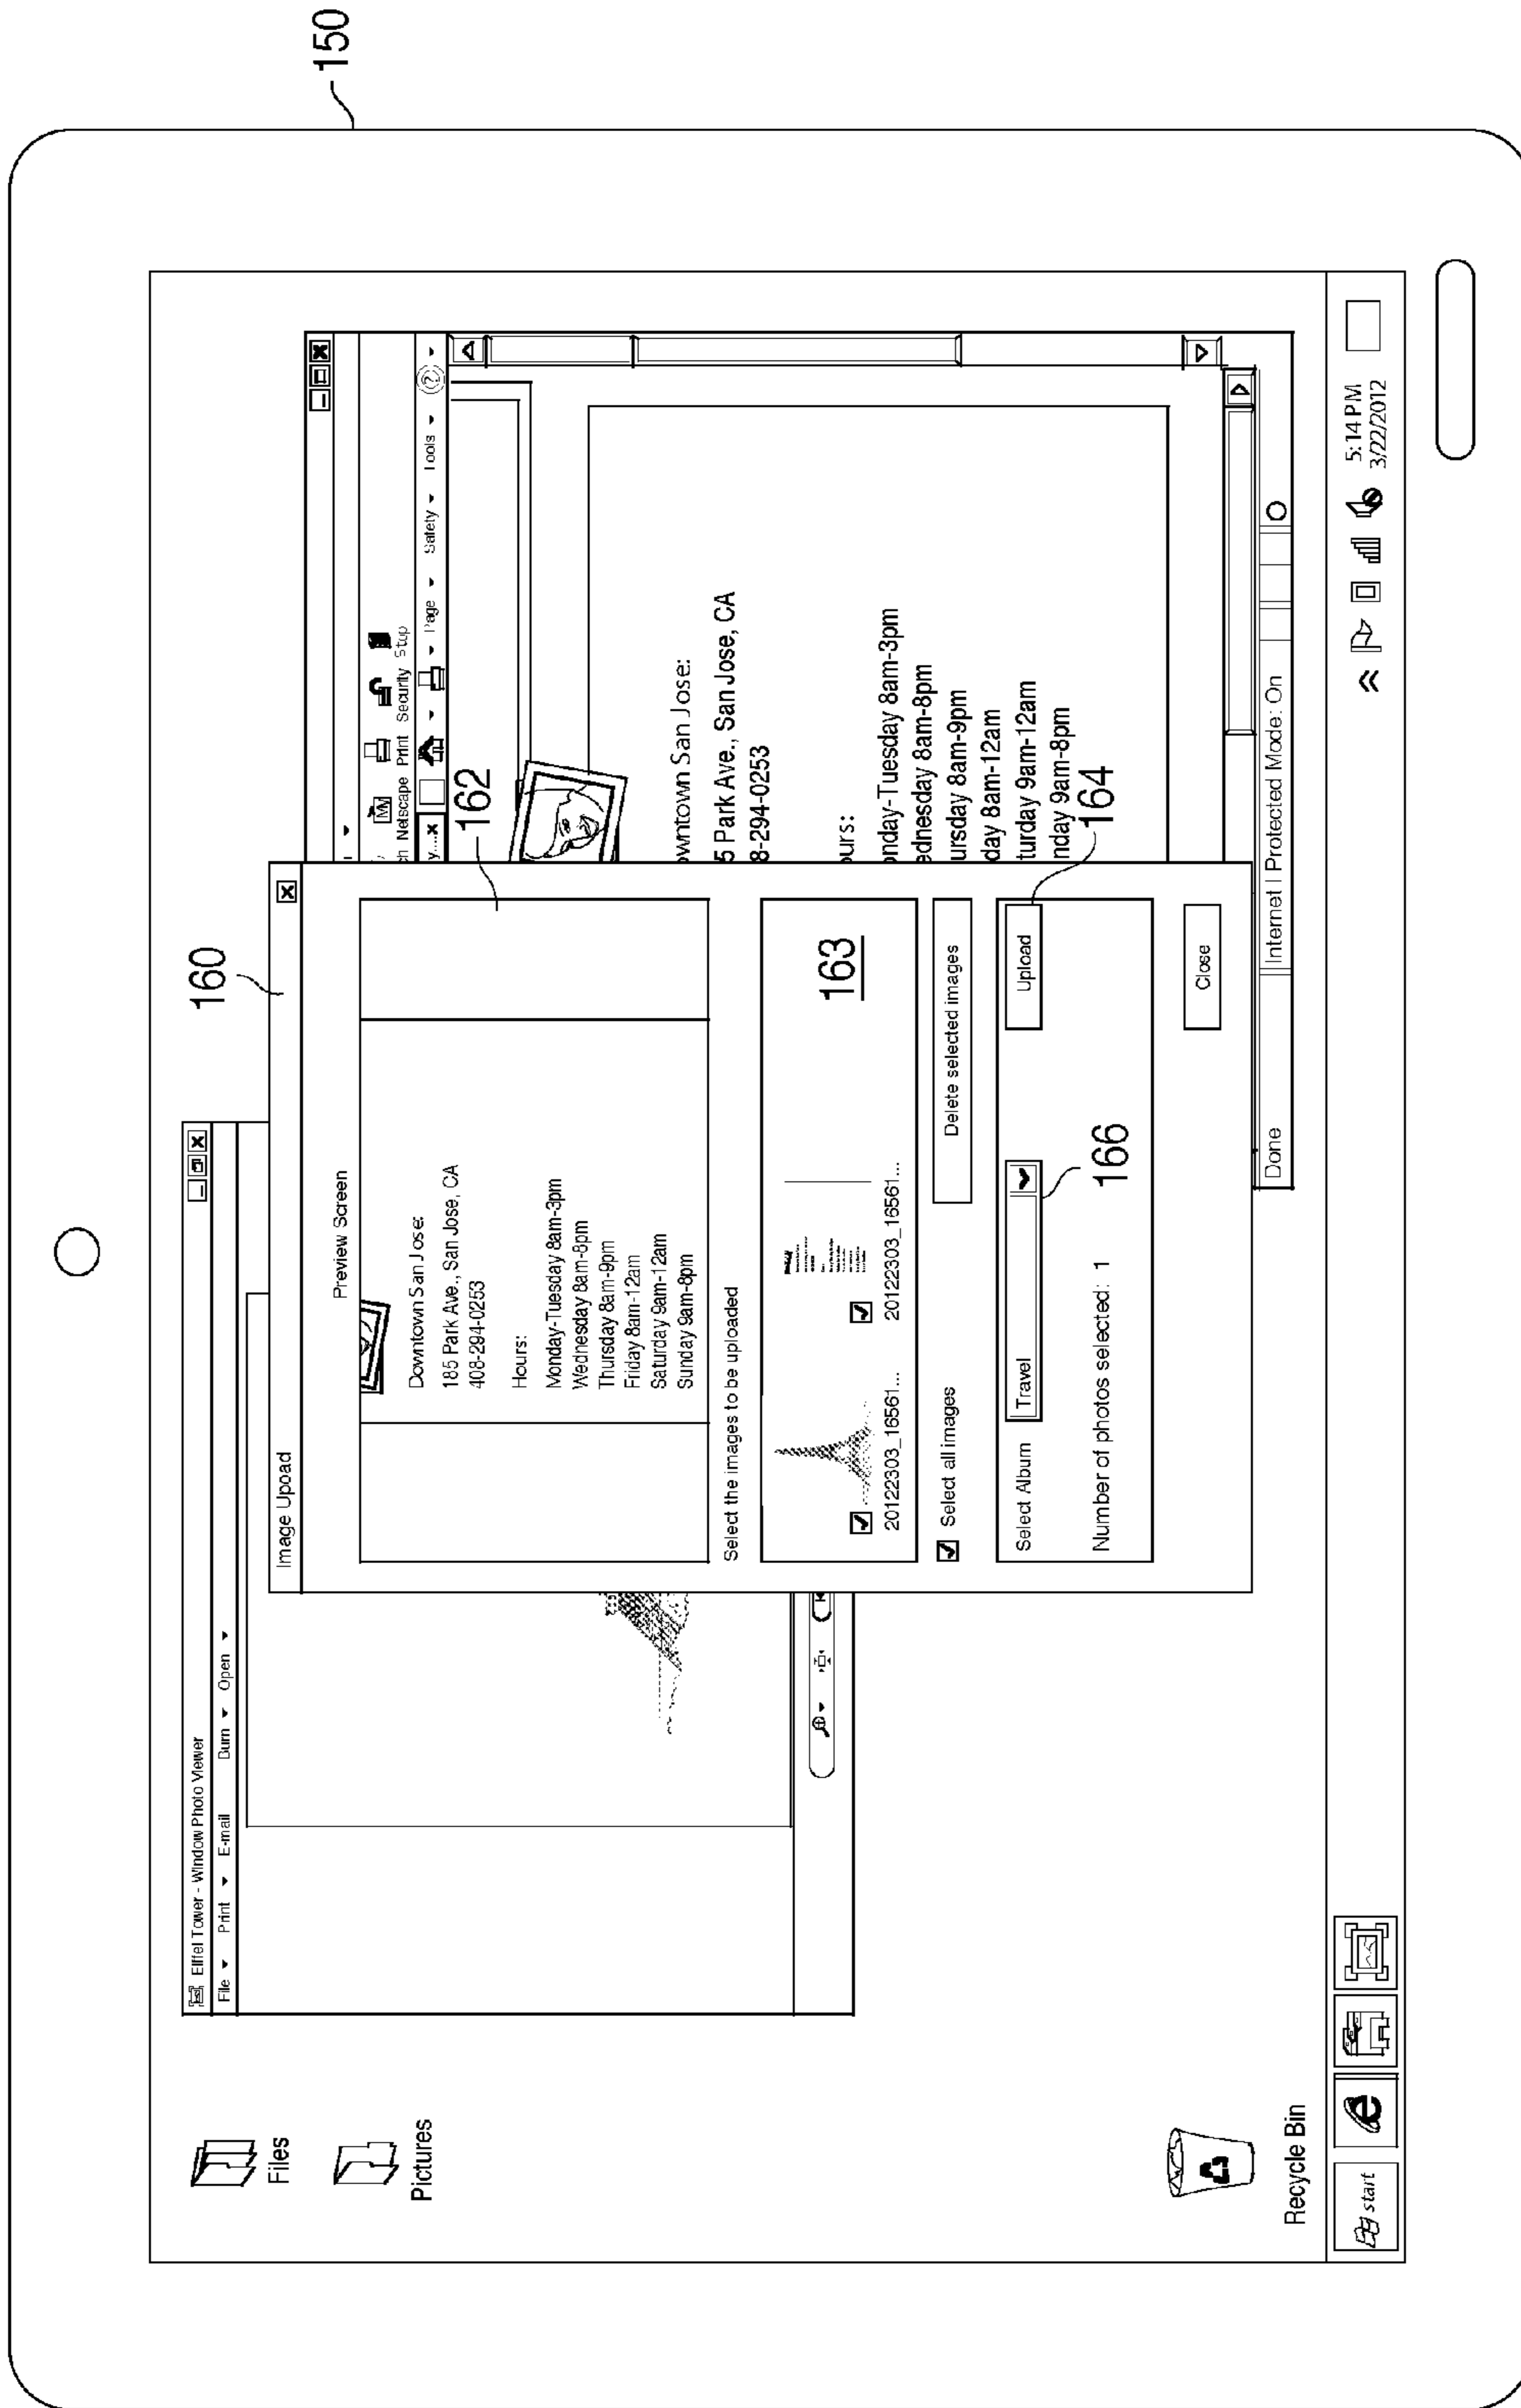 150
160
Files
Pictures
Recycle Bin
Eiffel Tower - Window Photo Viewer
File Print E-mail Burn Open
Image Upoad
Preview Screen
162
Downtown San Jose:
185 Park Ave., San Jose, CA
408-294-0253
Hours:
Monday-Tuesday 8am-3pm
Wednesday 8am-8pm
Thursday 8am-9pm
Friday 8am-12am
Saturday 9am-12am
Sunday 9am-8pm
Select the images to be uploaded
163
20122303_16561... 20122303_16561...
Select all images Delete selected images
Select Album Travel Upload
164
166
Number of photos selected: 1
Close
ch Netscape Print Security Stop
y....x Page Safety Tools
owntown San Jose:
5 Park Ave., San Jose, CA
8-294-0253
ours:
onday-Tuesday 8am-3pm
ednesday 8am-8pm
ursday 8am-9pm
day 8am-12am
turday 9am-12am
nday 9am-8pm
Done Internet | Protected Mode: On
start
5:14 PM
3/22/2012